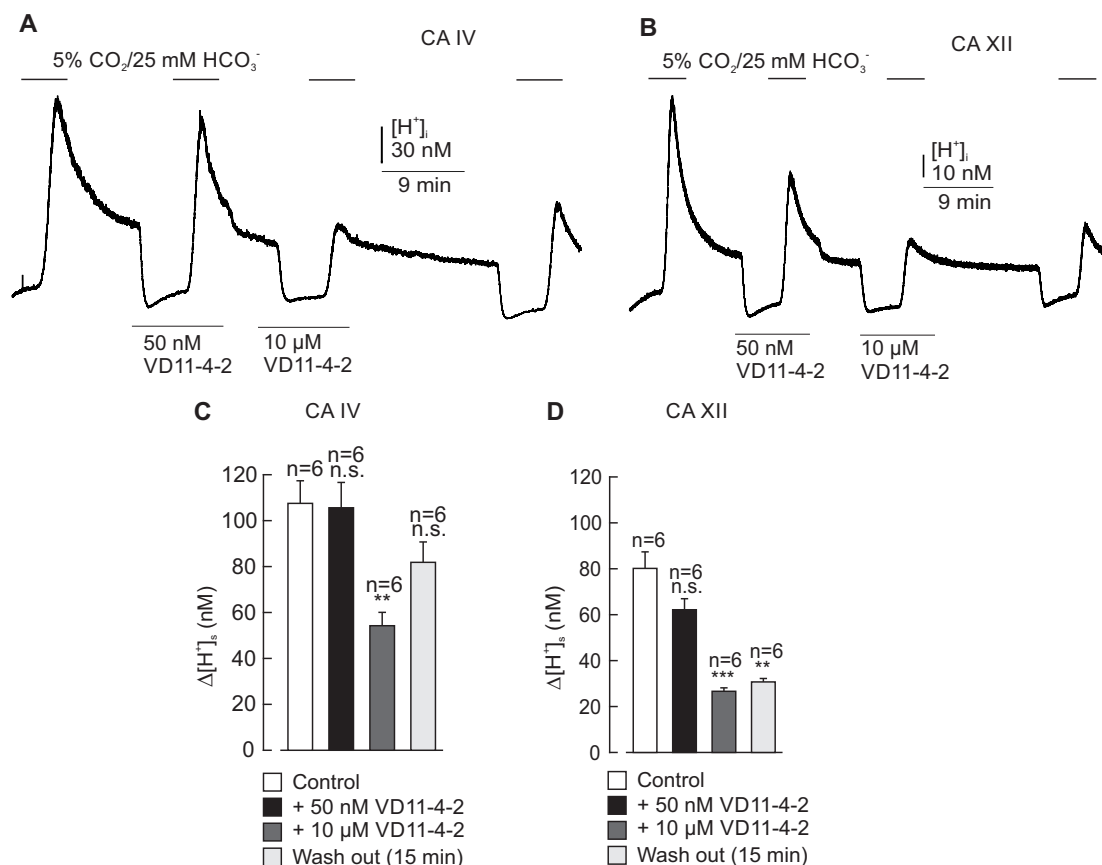 A
CA IV
5% CO₂/25 mM HCO₃⁻
[H⁺]ᵢ
30 nM
9 min
50 nM
VD11-4-2
10 µM
VD11-4-2
B
CA XII
5% CO₂/25 mM HCO₃⁻
[H⁺]ᵢ
10 nM
9 min
50 nM
VD11-4-2
10 µM
VD11-4-2
C
CA IV
Δ[H⁺]ₛ (nM)
120
100
80
60
40
20
0
n=6
n=6
n.s.
n=6
**
n=6
n.s.
Control
+ 50 nM VD11-4-2
+ 10 µM VD11-4-2
Wash out (15 min)
D
CA XII
Δ[H⁺]ₛ (nM)
120
100
80
60
40
20
0
n=6
n=6
n.s.
n=6
***
n=6
**
Control
+ 50 nM VD11-4-2
+ 10 µM VD11-4-2
Wash out (15 min)